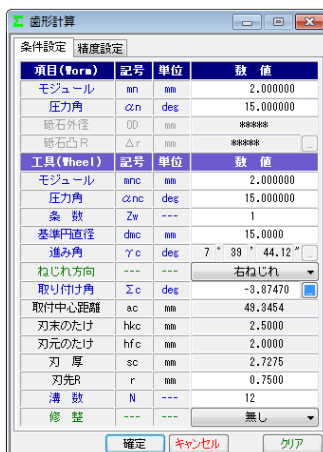 Σ 歯形計算
条件設定 精度設定
項目(Worm) 記号 単位 数 値
モジュール mn mm 2.000000
圧力角 αn deg 15.000000
砥石外径 OD mm *****
砥石凸R Δr mm ***** ...
工具(Wheel) 記号 単位 数 値
モジュール mnc mm 2.000000
圧力角 αnc deg 15.000000
条 数 Zw --- 1
基準円直径 dmc mm 15.0000
進み角 γc deg 7 ° 39 ' 44.12 " ...
ねじれ方向 --- --- 右ねじれ
取り付け角 Σc deg -3.87470 ...
取付中心距離 ac mm 49.3454
刃末のたけ hkc mm 2.5000
刃元のたけ hfc mm 2.0000
刃 厚 sc mm 2.7275
刃先R r mm 0.7500
溝 数 N --- 12
修 整 --- --- 無し
確定 キャンセル クリア